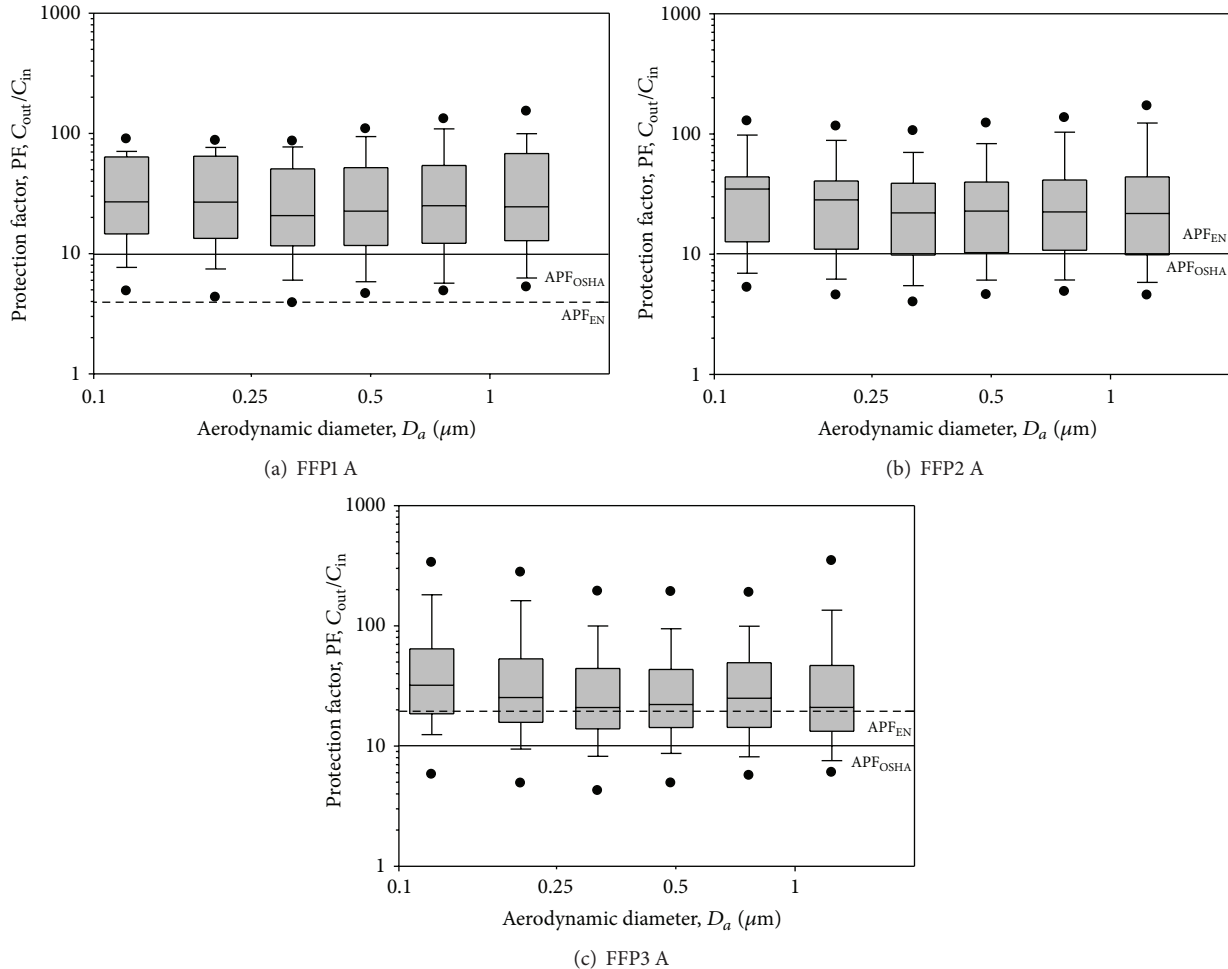 1000
100
10
1
Protection factor, PF, C_out/C_in
APF_OSHA
APF_EN
0.1
0.25
0.5
1
Aerodynamic diameter, D_a (μm)
(a) FFP1 A
1000
100
10
1
Protection factor, PF, C_out/C_in
APF_EN
APF_OSHA
0.1
0.25
0.5
1
Aerodynamic diameter, D_a (μm)
(b) FFP2 A
1000
100
10
1
Protection factor, PF, C_out/C_in
APF_EN
APF_OSHA
0.1
0.25
0.5
1
Aerodynamic diameter, D_a (μm)
(c) FFP3 A